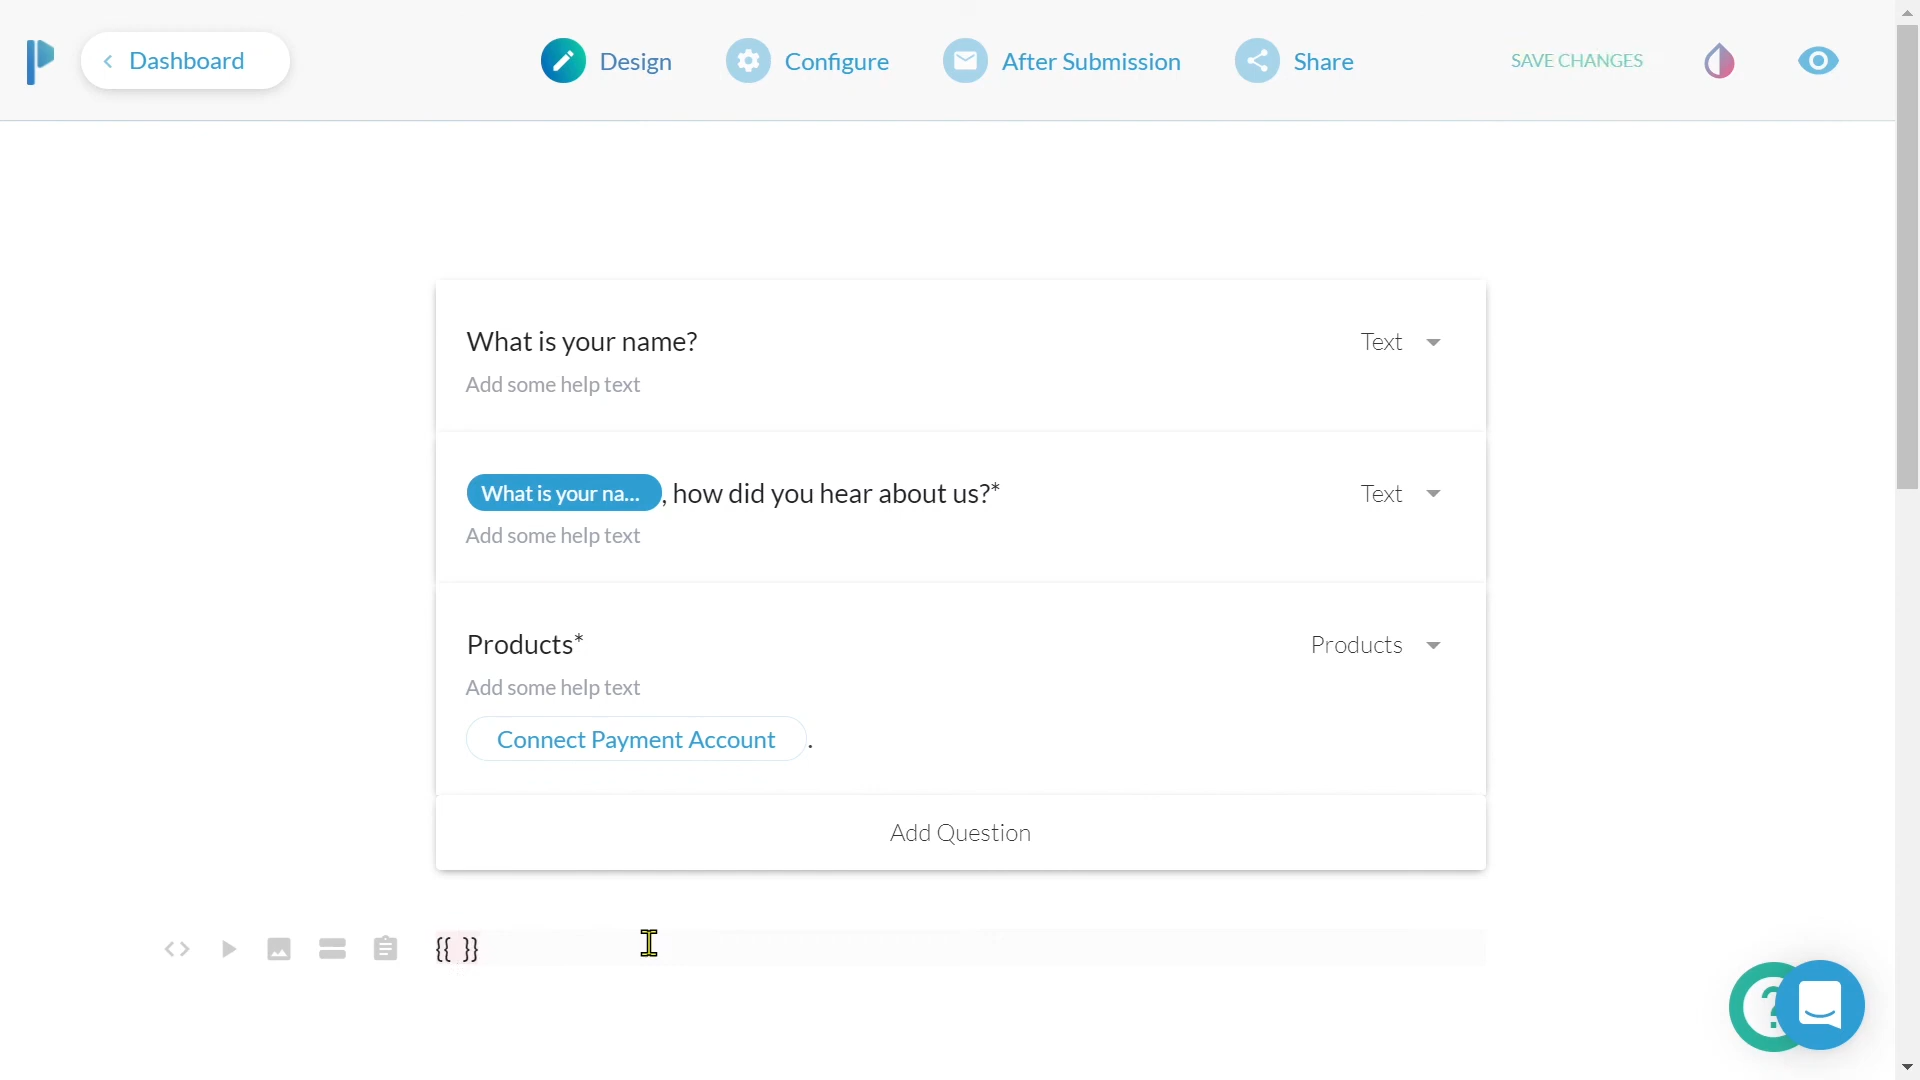 Dashboard
Design
Configure
After Submission
Share
SAVE CHANGES
What is your name?
Text
Add some help text
What is your na... , how did you hear about us?*
Text
Add some help text
Products*
Products
Add some help text
Connect Payment Account .
Add Question
{{ }}
?